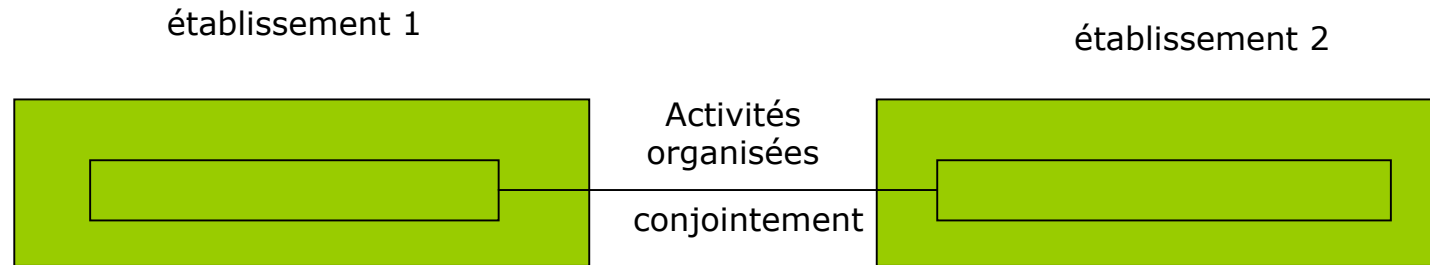 établissement 1
établissement 2
Activités
organisées
conjointement